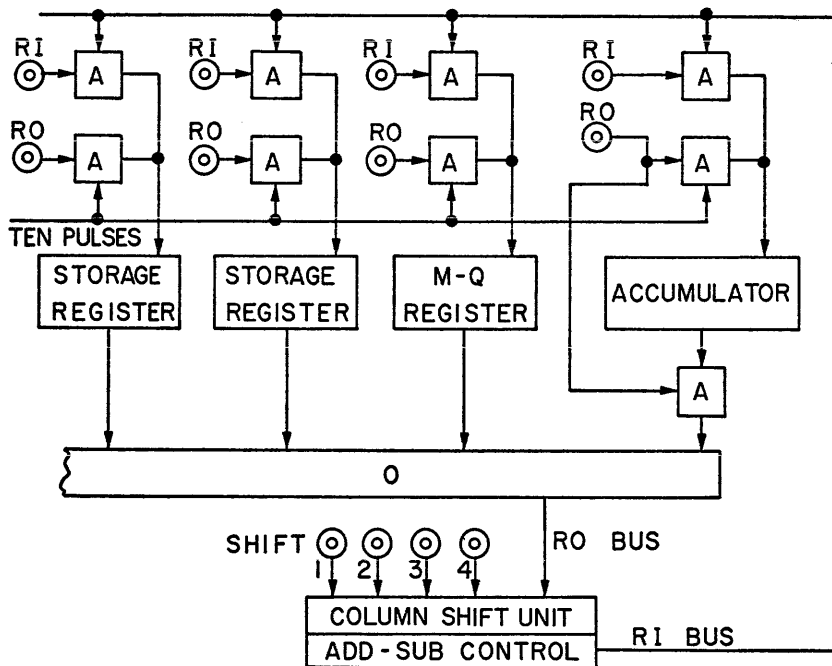 RI RI RI RI
A A A A
RO RO RO RO
A A A A
TEN PULSES
STORAGE REGISTER
STORAGE REGISTER
M-Q REGISTER
ACCUMULATOR
A
O
SHIFT 1 2 3 4
RO BUS
COLUMN SHIFT UNIT
ADD-SUB CONTROL
RI BUS